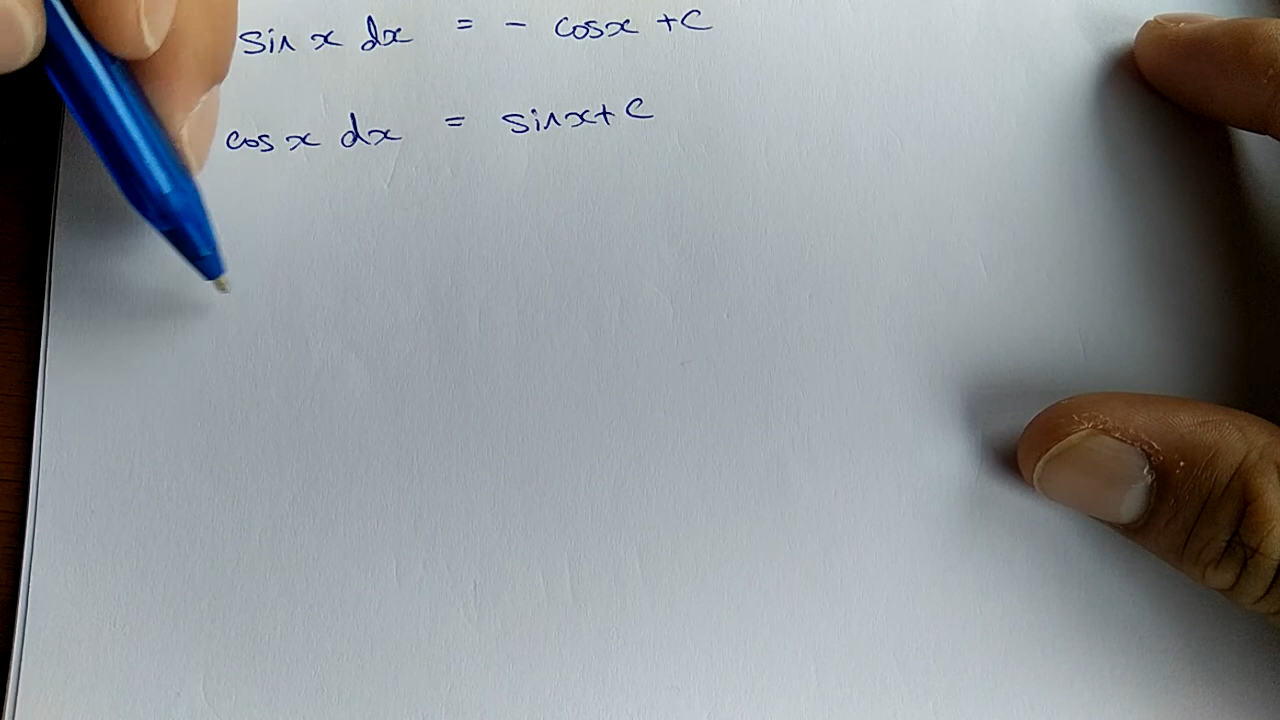 sin x dx = - cosx + C
cos x dx = sinx + C